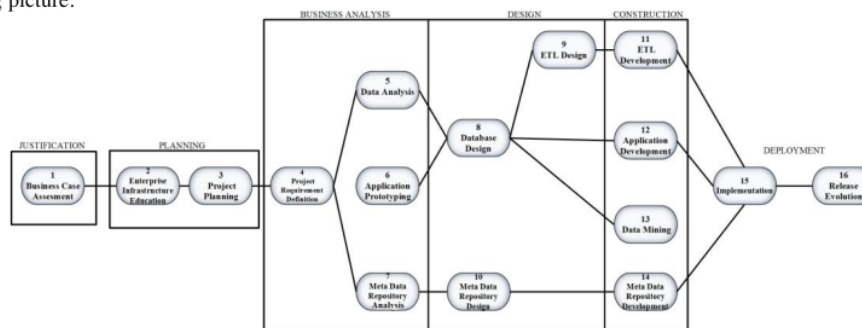 picture:
BUSINESS ANALYSIS
DESIGN
CONSTRUCTION
JUSTIFICATION
PLANNING
DEPLOYMENT
1
Business Case
Assesment
2
Enterprise
Infrastructure
Education
3
Project
Planning
4
Project
Requirement
Definition
5
Data Analysis
6
Application
Prototyping
7
Meta Data
Repository
Analysis
8
Database
Design
9
ETL Design
10
Meta Data
Repository
Design
11
ETL
Development
12
Application
Development
13
Data Mining
14
Meta Data
Repository
Development
15
Implementation
16
Release
Evolution